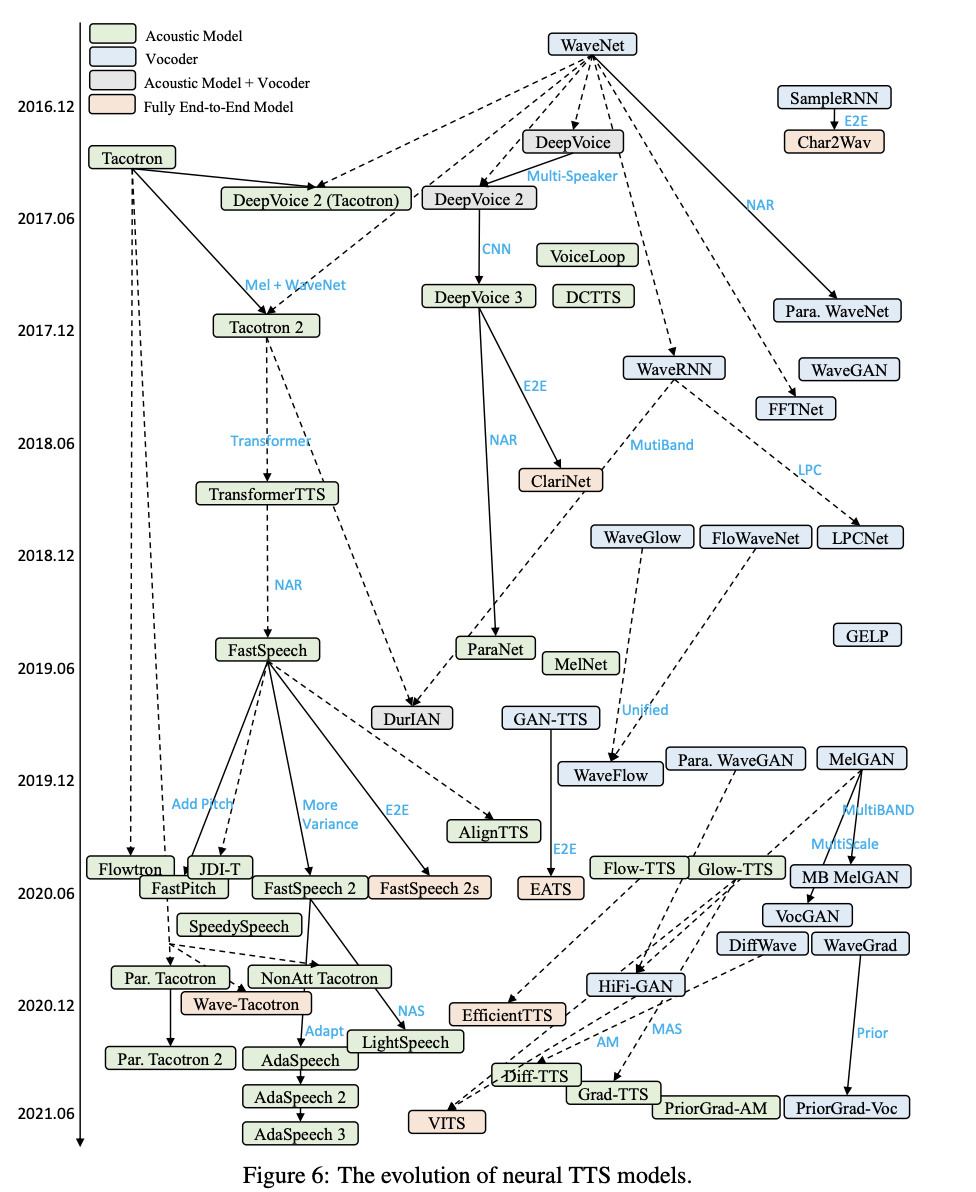 Acoustic Model
Vocoder
Acoustic Model + Vocoder
Fully End-to-End Model
WaveNet
2016.12
SampleRNN
E2E
DeepVoice
Char2Wav
Tacotron
Multi-Speaker
DeepVoice 2 (Tacotron)
DeepVoice 2
NAR
2017.06
CNN
VoiceLoop
Mel + WaveNet
DeepVoice 3
DCTTS
Para. WaveNet
Tacotron 2
2017.12
WaveRNN
WaveGAN
E2E
FFTNet
Transformer
NAR
MutiBand
2018.06
LPC
ClariNet
TransformerTTS
WaveGlow
FloWaveNet
LPCNet
2018.12
NAR
GELP
FastSpeech
ParaNet
MelNet
2019.06
Unified
DurIAN
GAN-TTS
Para. WaveGAN
MelGAN
WaveFlow
2019.12
Add Pitch
More
Variance
E2E
MultiBAND
AlignTTS
MultiScale
E2E
Flowtron
JDI-T
Flow-TTS
Glow-TTS
MB MelGAN
FastPitch
FastSpeech 2
FastSpeech 2s
EATS
2020.06
VocGAN
SpeedySpeech
DiffWave
WaveGrad
Par. Tacotron
NonAtt Tacotron
HiFi-GAN
Wave-Tacotron
2020.12
NAS
EfficientTTS
Adapt
MAS
Prior
LightSpeech
AM
Par. Tacotron 2
AdaSpeech
Diff-TTS
AdaSpeech 2
Grad-TTS
PriorGrad-AM
PriorGrad-Voc
2021.06
VITS
AdaSpeech 3
Figure 6: The evolution of neural TTS models.